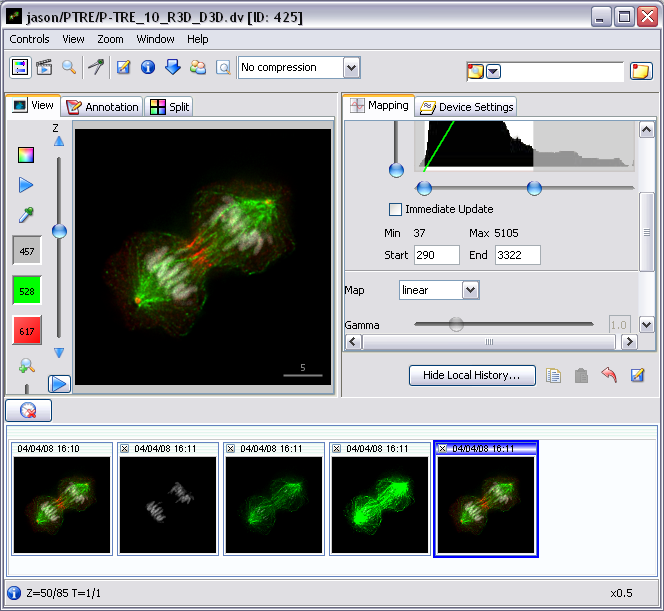 jason/PTRE/P-TRE_10_R3D_D3D.dv [ID: 425]
Controls View Zoom Window Help
No compression
View Annotation Split
Mapping Device Settings
Z
457
528
617
5
Immediate Update
Min 37 Max 5105
Start 290 End 3322
Map linear
Gamma 1.0
Hide Local History...
04/04/08 16:10 04/04/08 16:11 04/04/08 16:11 04/04/08 16:11 04/04/08 16:11
Z=50/85 T=1/1 x0.5